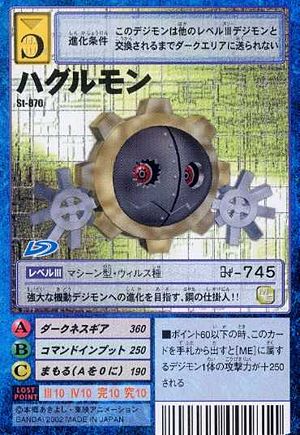 進化条件
このデジモンは他のレベルIIIデジモンと
交換されるまでダークエリアに送られない
ハグルモン
St-870
レベルIII マシーン型・ウィルス種
-745
強大な機動デジモンへの進化を目指す、鋼の仕掛人!!
A ダークネスギア 360
B コマンドインプット 250
C まもる(Aを0に) 190
LOST POINT III10 IV10 完10 究10
■ポイント60以下の時、このカー
ドを手札から出すと[ME]に属す
るデジモン1体の攻撃力が+250
される
©本郷あきよし・東映アニメーション
BANDAI 2002 MADE IN JAPAN